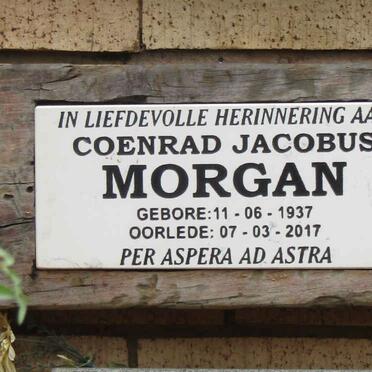 IN LIEFDEVOLLE HERINNERING AA
COENRAD JACOBUS
MORGAN
GEBORE:11 - 06 - 1937
OORLEDE: 07 - 03 - 2017
PER ASPERA AD ASTRA